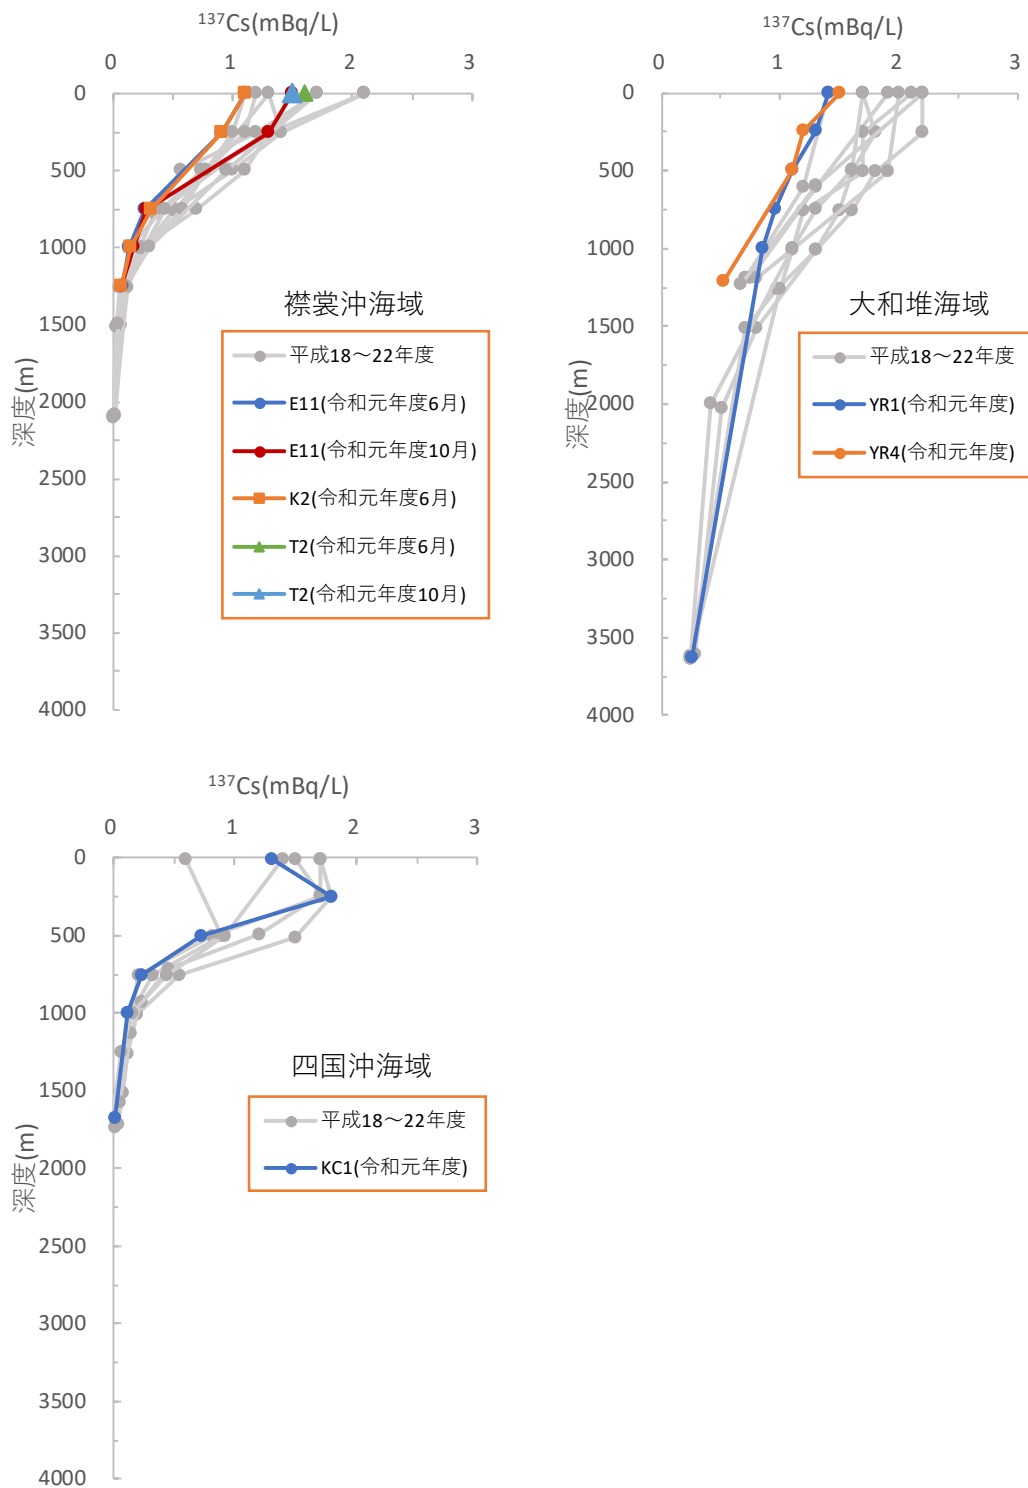 137Cs(mBq/L)
0 1 2 3
0
500
1000
1500
2000
2500
3000
3500
4000
深度(m)
襟裳沖海域
平成18～22年度
E11(令和元年度6月)
E11(令和元年度10月)
K2(令和元年度6月)
T2(令和元年度6月)
T2(令和元年度10月)
137Cs(mBq/L)
0 1 2 3
0
500
1000
1500
2000
2500
3000
3500
4000
深度(m)
大和堆海域
平成18～22年度
YR1(令和元年度)
YR4(令和元年度)
137Cs(mBq/L)
0 1 2 3
0
500
1000
1500
2000
2500
3000
3500
4000
深度(m)
四国沖海域
平成18～22年度
KC1(令和元年度)